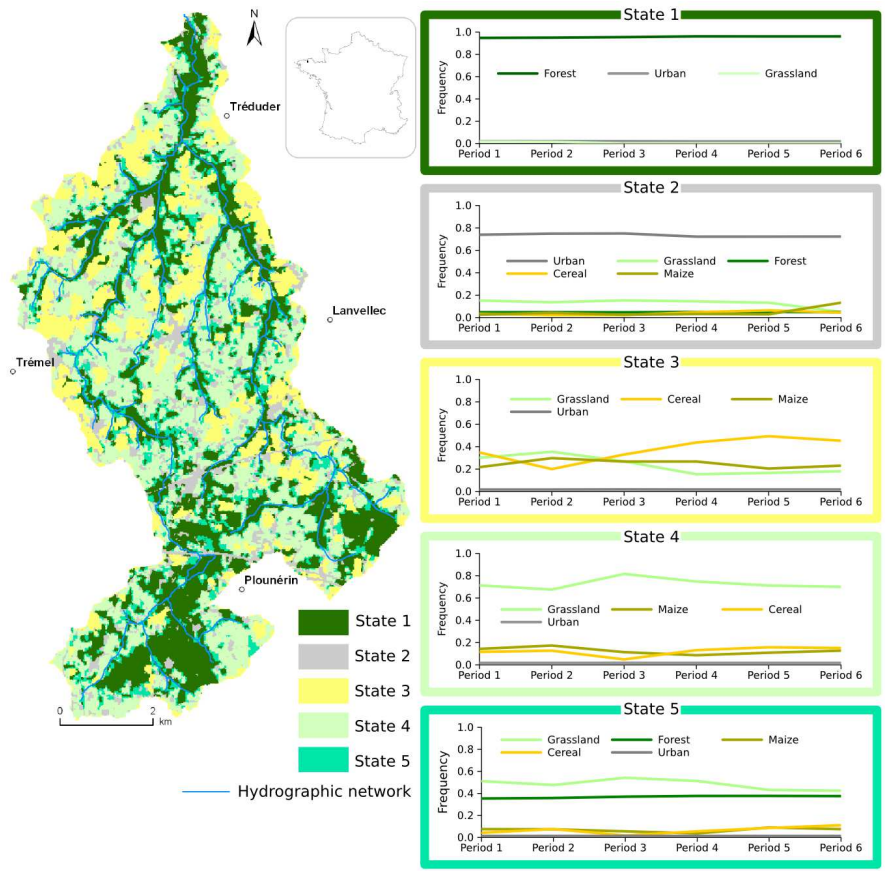 N
Tréduder
Lanvellec
Trémel
Plounérin
0 2
km
State 1
State 2
State 3
State 4
State 5
Hydrographic network
State 1
Frequency
1.0
0.8
0.6
0.4
0.2
0.0
Forest Urban Grassland
Period 1 Period 2 Period 3 Period 4 Period 5 Period 6
State 2
Frequency
1.0
0.8
0.6
0.4
0.2
0.0
Urban Grassland Forest
Cereal Maize
Period 1 Period 2 Period 3 Period 4 Period 5 Period 6
State 3
Frequency
1.0
0.8
0.6
0.4
0.2
0.0
Grassland Cereal Maize
Urban
Period 1 Period 2 Period 3 Period 4 Period 5 Period 6
State 4
Frequency
1.0
0.8
0.6
0.4
0.2
0.0
Grassland Maize Cereal
Urban
Period 1 Period 2 Period 3 Period 4 Period 5 Period 6
State 5
Frequency
1.0
0.8
0.6
0.4
0.2
0.0
Grassland Forest Maize
Cereal Urban
Period 1 Period 2 Period 3 Period 4 Period 5 Period 6